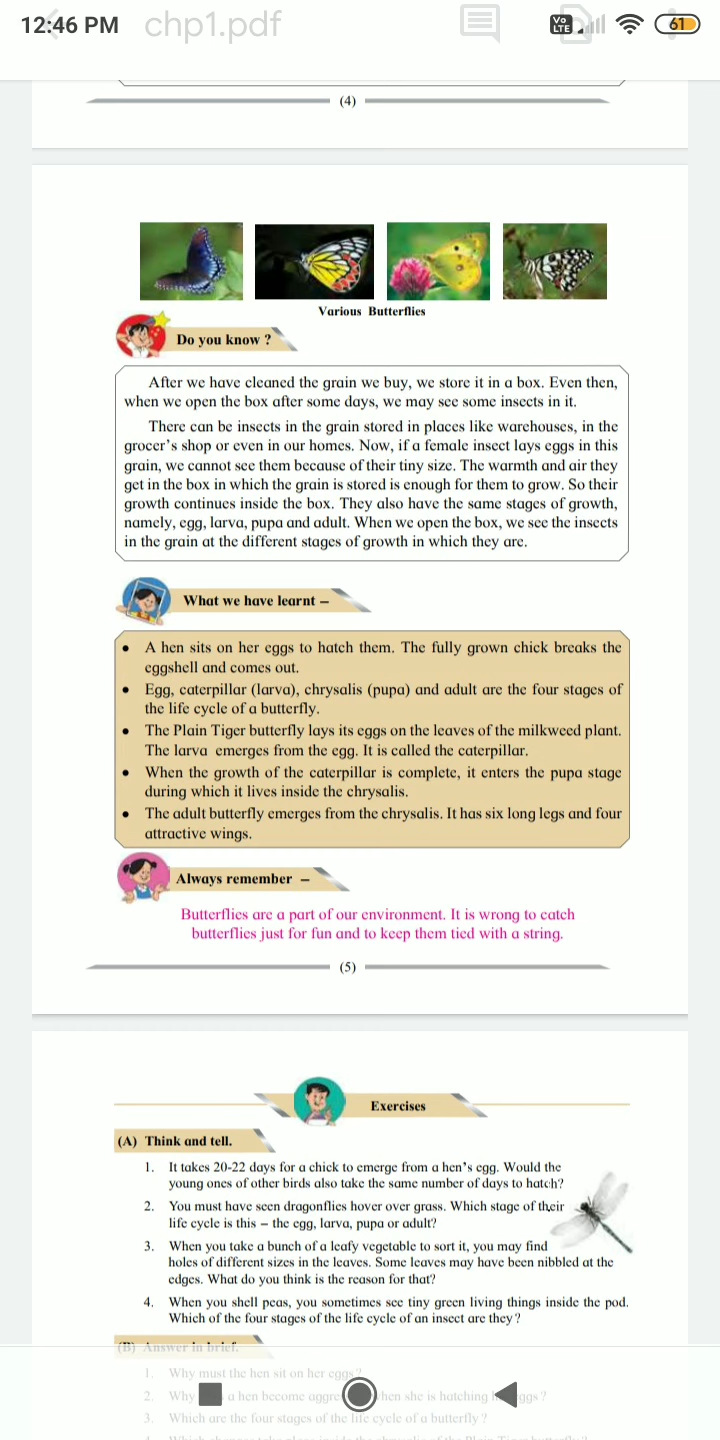 12:46 PM
chp1.pdf
Vo
LTE
61
(4)
Various Butterflies
Do you know ?
After we have cleaned the grain we buy, we store it in a box. Even then,
when we open the box after some days, we may see some insects in it.
There can be insects in the grain stored in places like warehouses, in the
grocer's shop or even in our homes. Now, if a female insect lays eggs in this
grain, we cannot see them because of their tiny size. The warmth and air they
get in the box in which the grain is stored is enough for them to grow. So their
growth continues inside the box. They also have the same stages of growth,
namely, egg, larva, pupa and adult. When we open the box, we see the insects
in the grain at the different stages of growth in which they are.
What we have learnt –
• A hen sits on her eggs to hatch them. The fully grown chick breaks the
eggshell and comes out.
• Egg, caterpillar (larva), chrysalis (pupa) and adult are the four stages of
the life cycle of a butterfly.
• The Plain Tiger butterfly lays its eggs on the leaves of the milkweed plant.
The larva emerges from the egg. It is called the caterpillar.
• When the growth of the caterpillar is complete, it enters the pupa stage
during which it lives inside the chrysalis.
• The adult butterfly emerges from the chrysalis. It has six long legs and four
attractive wings.
Always remember –
Butterflies are a part of our environment. It is wrong to catch
butterflies just for fun and to keep them tied with a string.
(5)
Exercises
(A) Think and tell.
1. It takes 20-22 days for a chick to emerge from a hen's egg. Would the
young ones of other birds also take the same number of days to hatch?
2. You must have seen dragonflies hover over grass. Which stage of their
life cycle is this – the egg, larva, pupa or adult?
3. When you take a bunch of a leafy vegetable to sort it, you may find
holes of different sizes in the leaves. Some leaves may have been nibbled at the
edges. What do you think is the reason for that?
4. When you shell peas, you sometimes see tiny green living things inside the pod.
Which of the four stages of the life cycle of an insect are they ?
(B) Answer in brief.
1. Why must the hen sit on her eggs?
2. Why a hen become when she is hatching ?
3. Which are the four stages of the life cycle of a butterfly ?